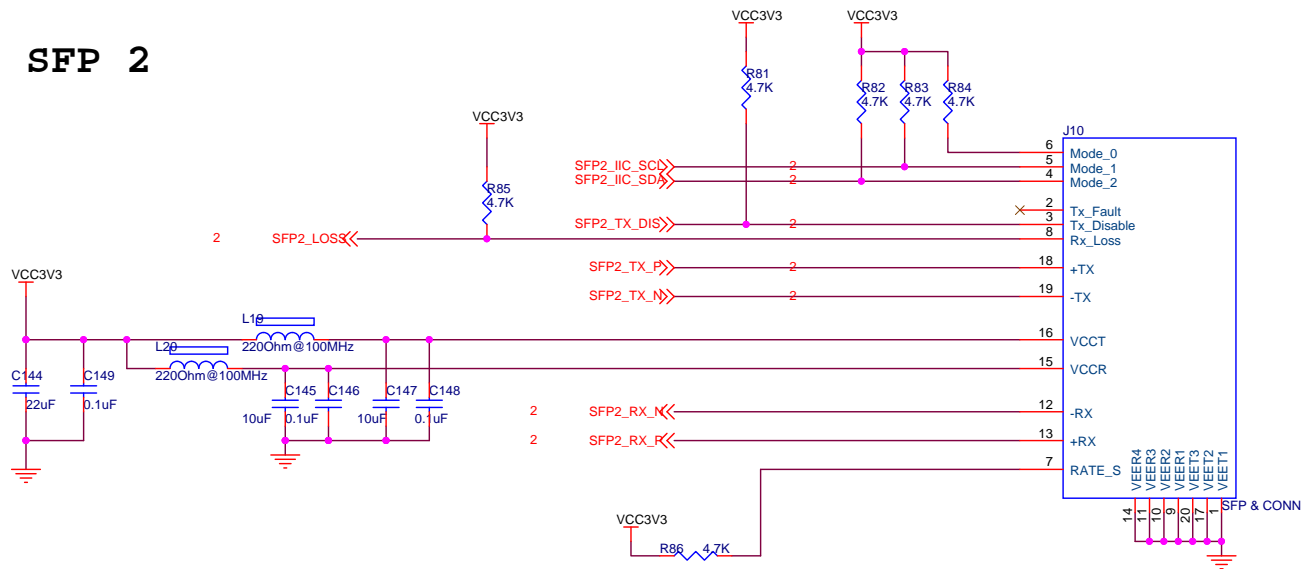 SFP 2
VCC3V3
VCC3V3
R81
4.7K
R82
4.7K
R83
4.7K
R84
4.7K
VCC3V3
R85
4.7K
J10
SFP2_IIC_SCL
2
5
Mode_1
6
Mode_0
SFP2_IIC_SDA
2
4
Mode_2
2
Tx_Fault
SFP2_TX_DIS
2
3
Tx_Disable
2
SFP2_LOSS
8
Rx_Loss
SFP2_TX_P
2
18
+TX
SFP2_TX_N
2
19
-TX
VCC3V3
L19
220Ohm@100MHz
16
VCCT
L20
220Ohm@100MHz
15
VCCR
C144
22uF
C149
0.1uF
C145
10uF
C146
0.1uF
C147
10uF
C148
0.1uF
2
SFP2_RX_N
12
-RX
2
SFP2_RX_P
13
+RX
7
RATE_S
VEER4
VEER3
VEER2
VEER1
VEET3
VEET2
VEET1
14
11
10
9
20
17
1
SFP & CONN
VCC3V3
R86
4.7K